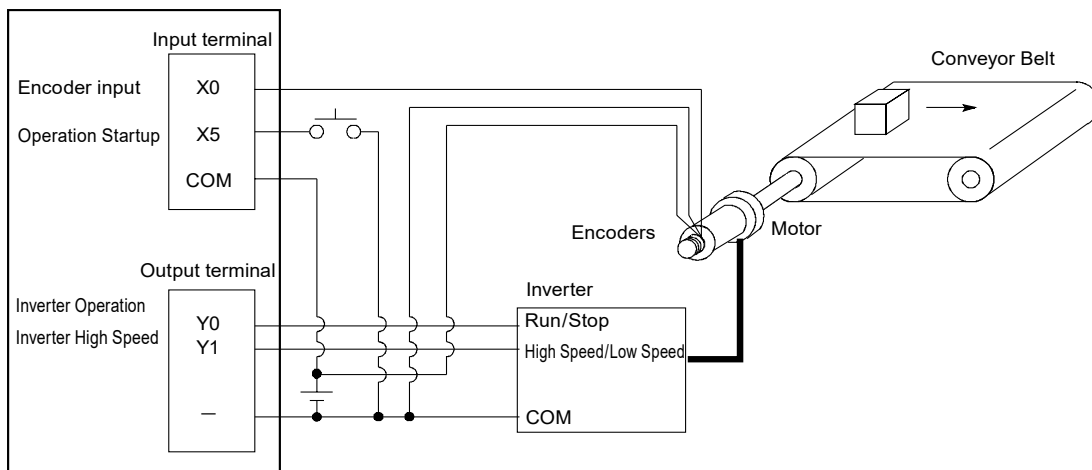 Input terminal
Encoder input
X0
Operation Startup
X5
COM
Output terminal
Inverter Operation
Y0
Inverter High Speed
Y1
—
Conveyor Belt
Encoders
Motor
Inverter
Run/Stop
High Speed/Low Speed
COM